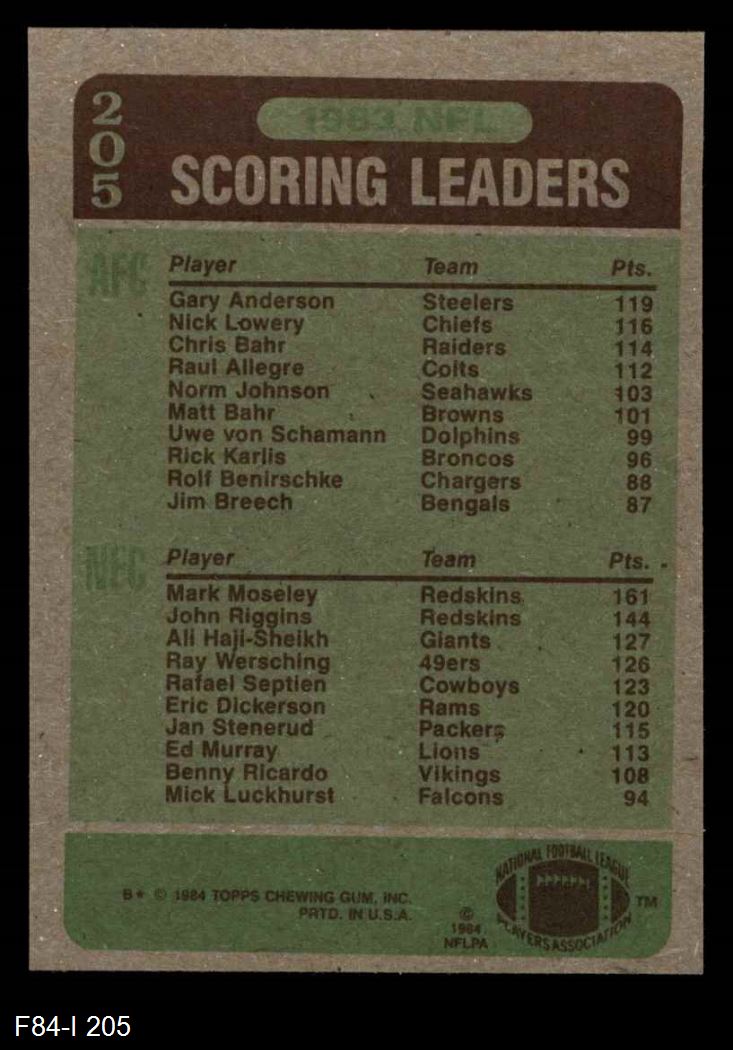 205
1983 NFL
SCORING LEADERS
AFC
Player Team Pts.
Gary Anderson Steelers 119
Nick Lowery Chiefs 116
Chris Bahr Raiders 114
Raul Allegre Colts 112
Norm Johnson Seahawks 103
Matt Bahr Browns 101
Uwe von Schamann Dolphins 99
Rick Karlis Broncos 96
Rolf Benirschke Chargers 88
Jim Breech Bengals 87
NFC
Player Team Pts.
Mark Moseley Redskins 161
John Riggins Redskins 144
Ali Haji-Sheikh Giants 127
Ray Wersching 49ers 126
Rafael Septien Cowboys 123
Eric Dickerson Rams 120
Jan Stenerud Packers 115
Ed Murray Lions 113
Benny Ricardo Vikings 108
Mick Luckhurst Falcons 94
B* © 1984 TOPPS CHEWING GUM, INC.
PRTD. IN U.S.A.
©
1984
NFLPA
NATIONAL FOOTBALL LEAGUE
PLAYERS ASSOCIATION
TM
F84-I 205